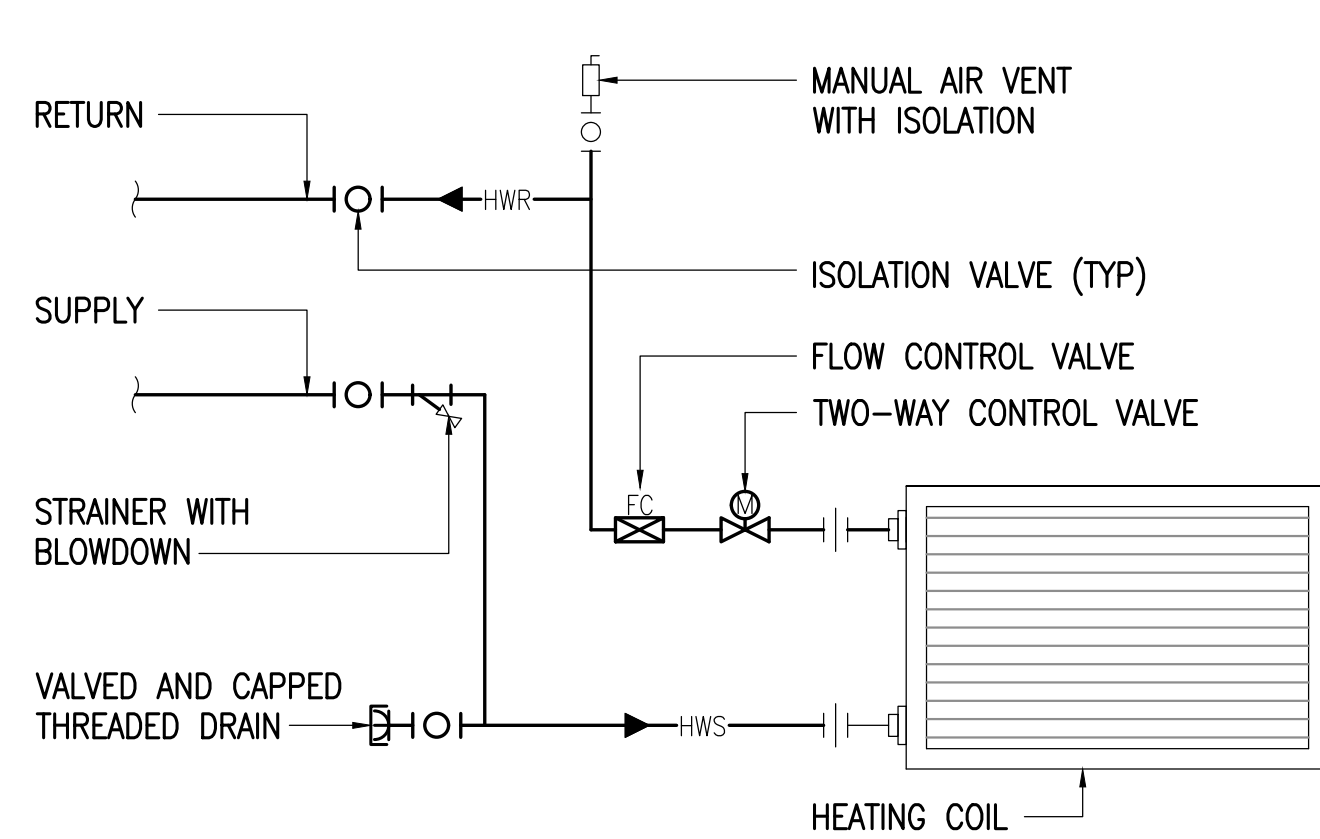 MANUAL AIR VENT
WITH ISOLATION
RETURN
HWR
ISOLATION VALVE (TYP)
SUPPLY
FLOW CONTROL VALVE
TWO-WAY CONTROL VALVE
FC
M
STRAINER WITH
BLOWDOWN
VALVED AND CAPPED
THREADED DRAIN
HWS
HEATING COIL